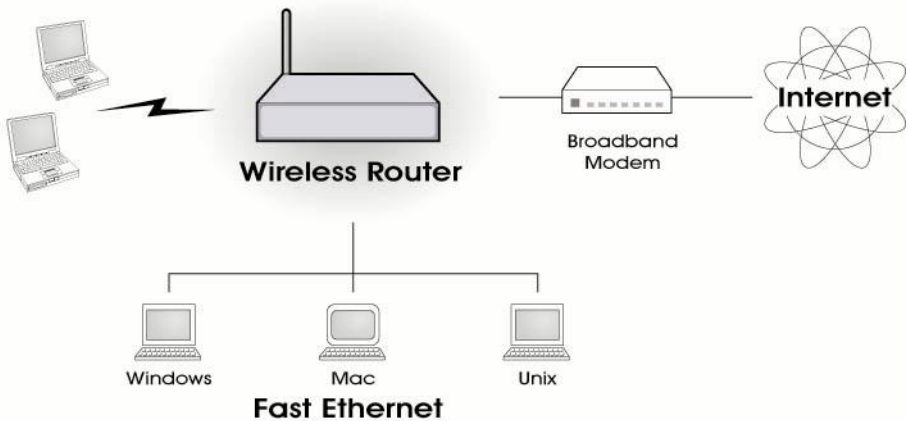 Internet
Broadband
Modem
Wireless Router
Windows
Mac
Unix
Fast Ethernet